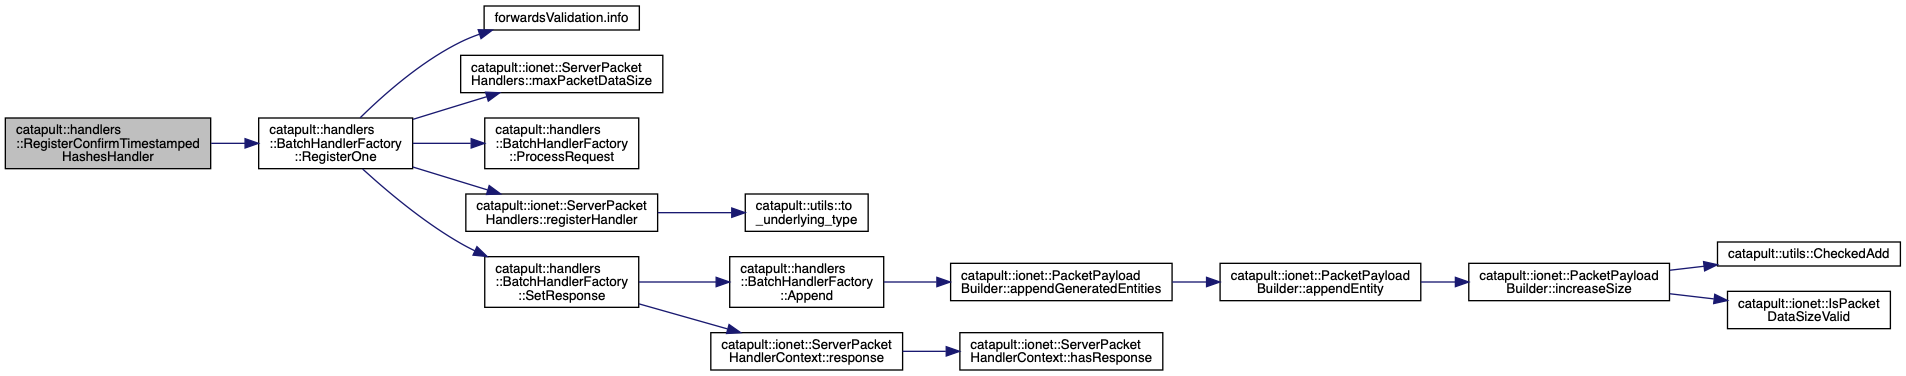 forwardsValidation.info
catapult::ionet::ServerPacket
Handlers::maxPacketDataSize
catapult::handlers
::RegisterConfirmTimestamped
HashesHandler
catapult::handlers
::BatchHandlerFactory
::RegisterOne
catapult::handlers
::BatchHandlerFactory
::ProcessRequest
catapult::ionet::ServerPacket
Handlers::registerHandler
catapult::utils::to
_underlying_type
catapult::handlers
::BatchHandlerFactory
::SetResponse
catapult::handlers
::BatchHandlerFactory
::Append
catapult::ionet::PacketPayload
Builder::appendGeneratedEntities
catapult::ionet::PacketPayload
Builder::appendEntity
catapult::ionet::PacketPayload
Builder::increaseSize
catapult::utils::CheckedAdd
catapult::ionet::IsPacket
DataSizeValid
catapult::ionet::ServerPacket
HandlerContext::response
catapult::ionet::ServerPacket
HandlerContext::hasResponse